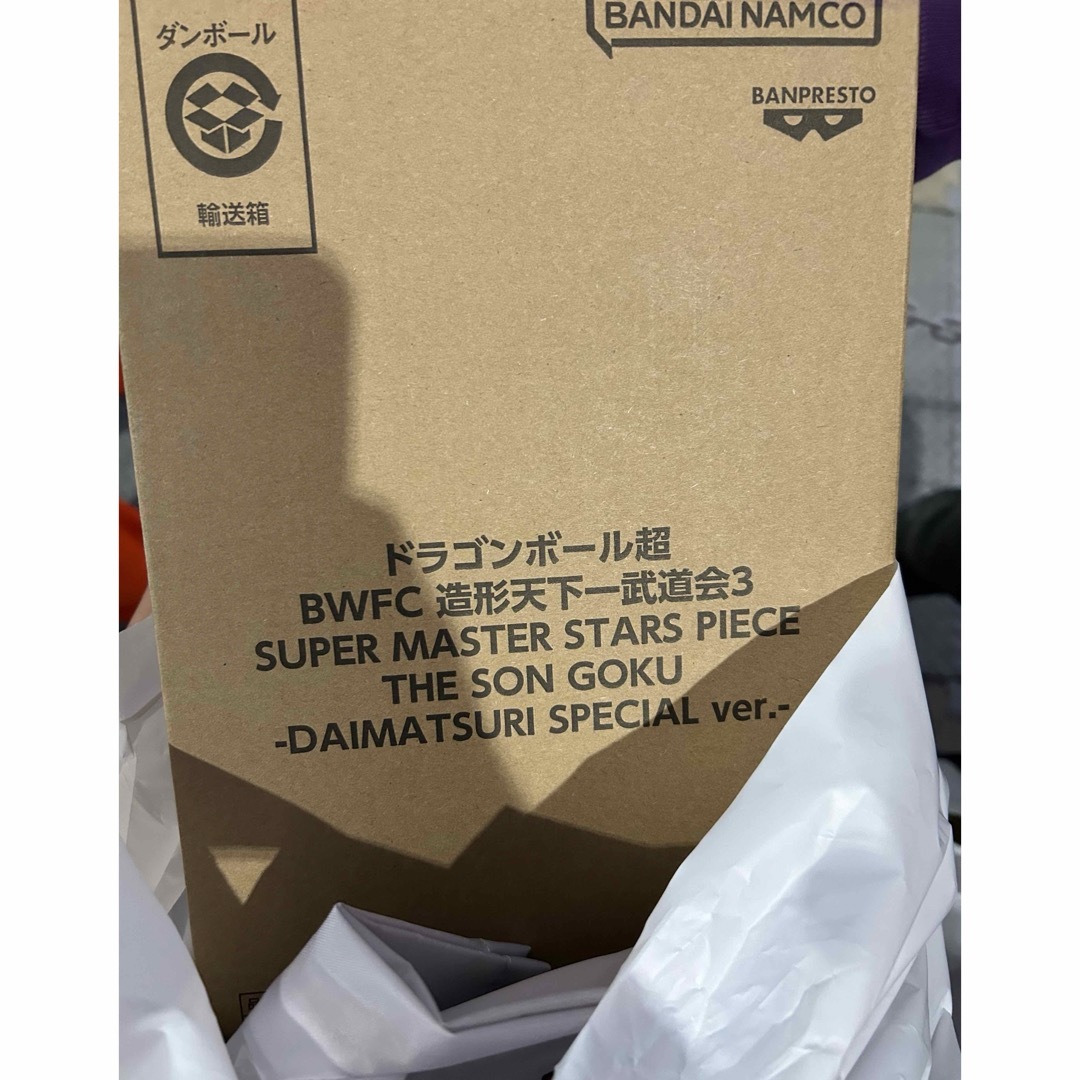 ダンボール
輸送箱
BANDAI NAMCO
BANPRESTO
ドラゴンボール超
BWFC 造形天下一武道会3
SUPER MASTER STARS PIECE
THE SON GOKU
-DAIMATSURI SPECIAL ver.-